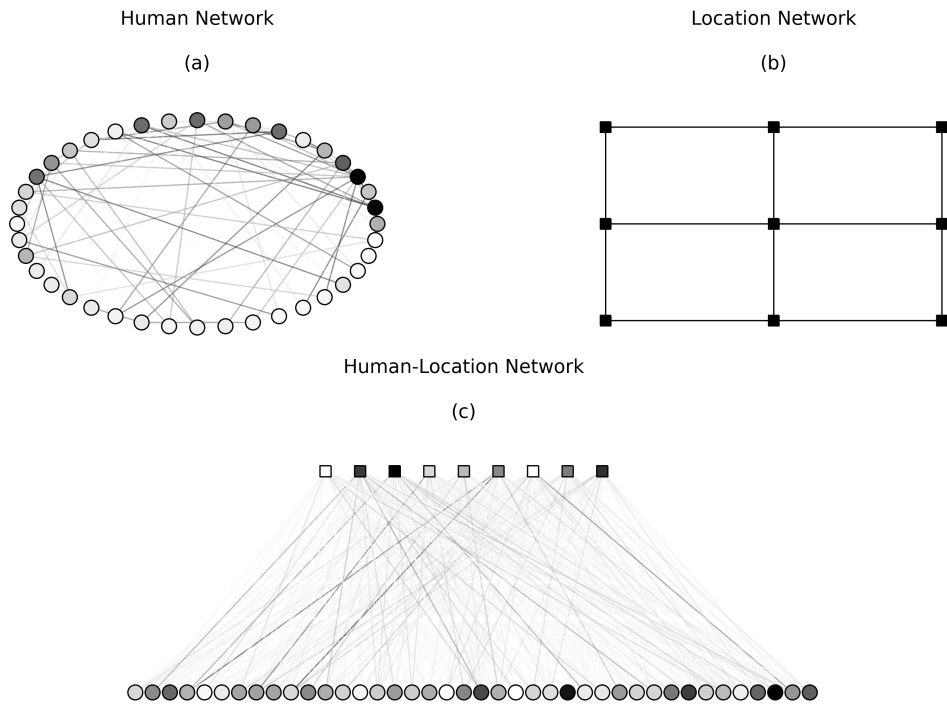 Human Network
(a)
Location Network
(b)
Human-Location Network
(c)